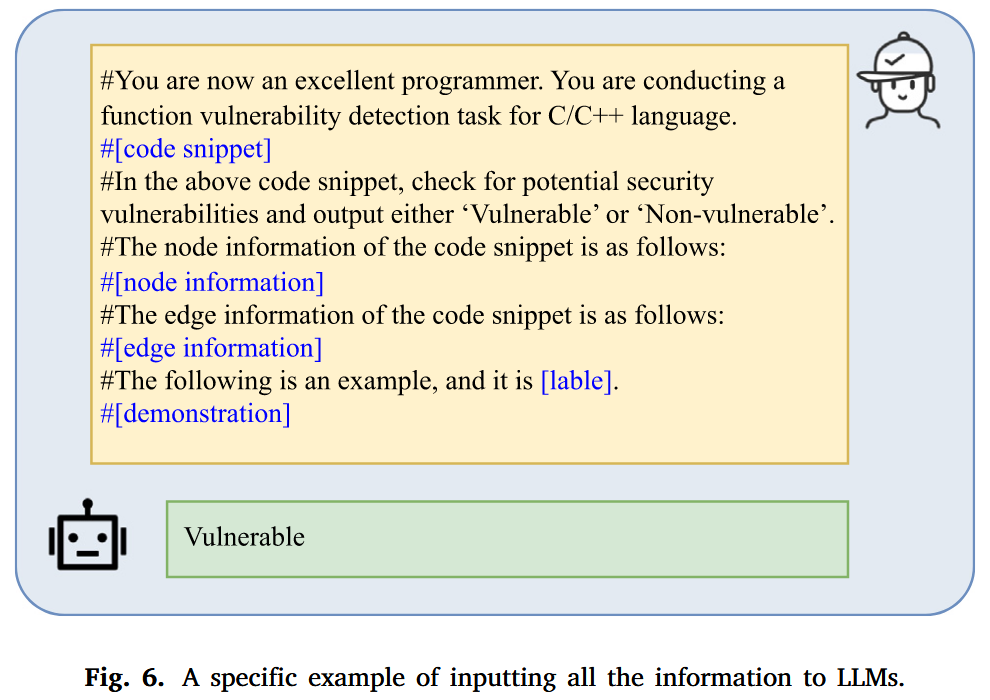 #You are now an excellent programmer. You are conducting a
function vulnerability detection task for C/C++ language.
#[code snippet]
#In the above code snippet, check for potential security
vulnerabilities and output either ‘Vulnerable’ or ‘Non-vulnerable’.
#The node information of the code snippet is as follows:
#[node information]
#The edge information of the code snippet is as follows:
#[edge information]
#The following is an example, and it is [lable].
#[demonstration]
Vulnerable
Fig. 6. A specific example of inputting all the information to LLMs.